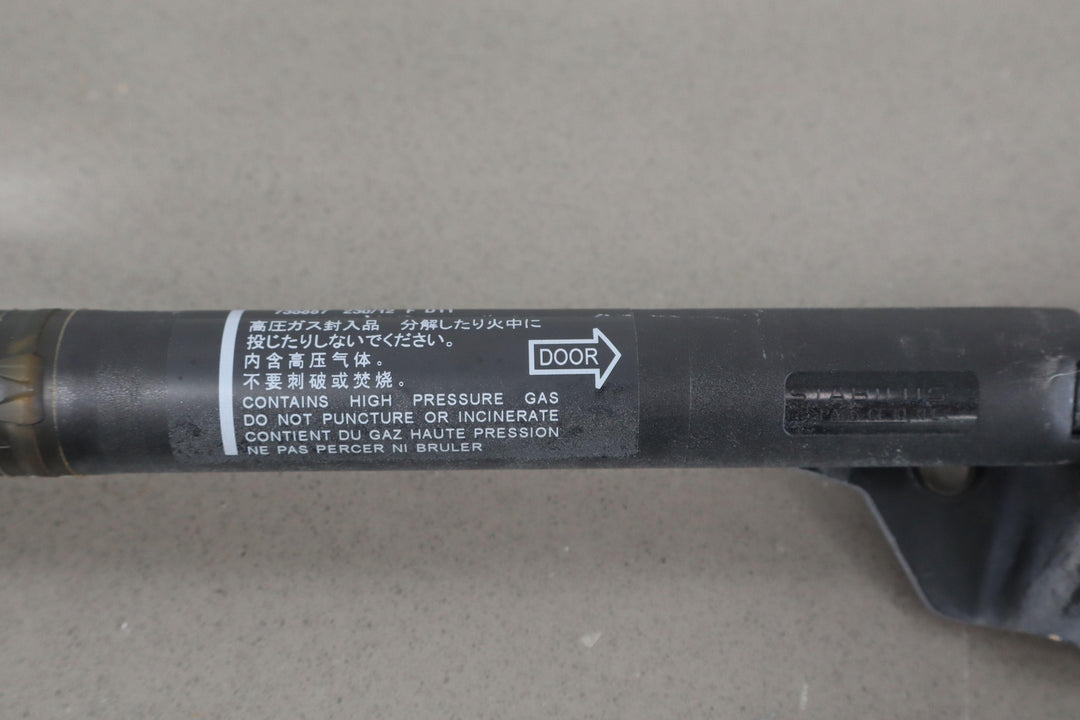 高圧ガス封入品 分解したり火中に
投じたりしないでください。
内含高压气体。
不要刺破或焚烧。
CONTAINS HIGH PRESSURE GAS
DO NOT PUNCTURE OR INCINERATE
CONTIENT DU GAZ HAUTE PRESSION
NE PAS PERCER NI BRULER
DOOR
STABILUS